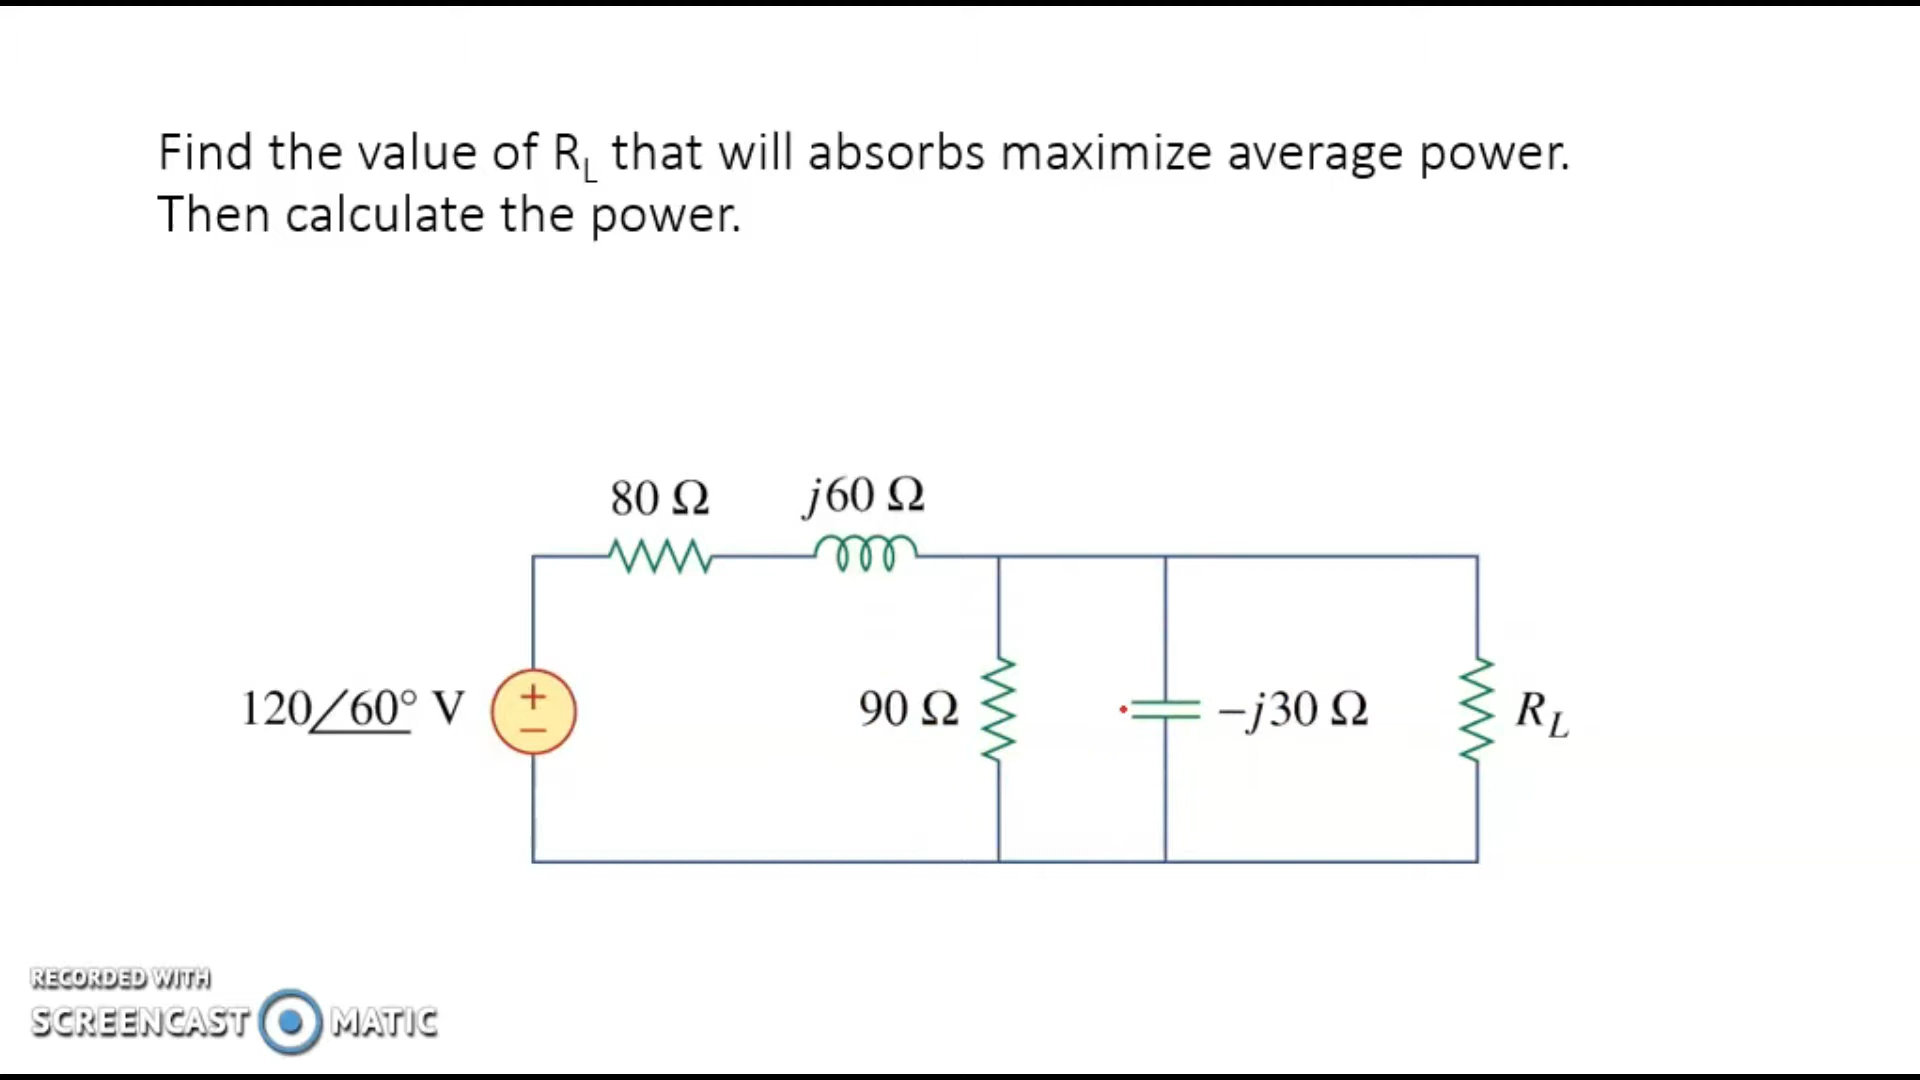 Find the value of R_L that will absorbs maximize average power.
Then calculate the power.
80 Ω
j60 Ω
120∠60° V
+
−
90 Ω
−j30 Ω
R_L
RECORDED WITH
SCREENCAST MATIC